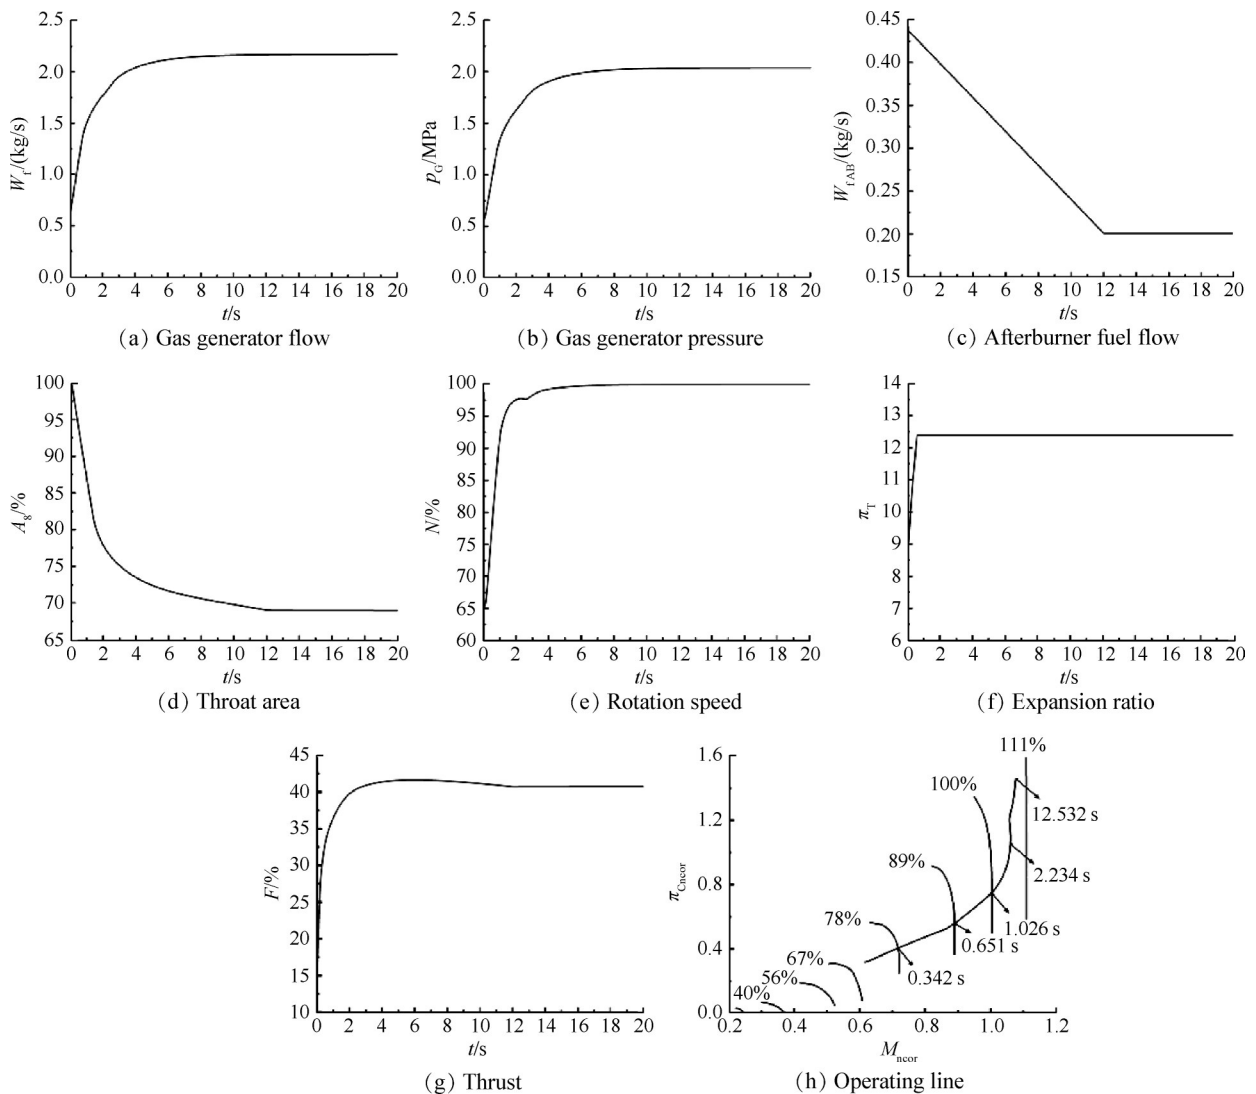 2.5
2.0
1.5
1.0
0.5
0.0
W_f/(kg/s)
0 2 4 6 8 10 12 14 16 18 20
t/s
(a) Gas generator flow
2.5
2.0
1.5
1.0
0.5
0.0
p_G/MPa
0 2 4 6 8 10 12 14 16 18 20
t/s
(b) Gas generator pressure
0.45
0.40
0.35
0.30
0.25
0.20
0.15
W_fAB/(kg/s)
0 2 4 6 8 10 12 14 16 18 20
t/s
(c) Afterburner fuel flow
100
95
90
85
80
75
70
65
A_8/%
0 2 4 6 8 10 12 14 16 18 20
t/s
(d) Throat area
100
95
90
85
80
75
70
65
60
N/%
0 2 4 6 8 10 12 14 16 18 20
t/s
(e) Rotation speed
14
13
12
11
10
9
8
7
6
π_T
0 2 4 6 8 10 12 14 16 18 20
t/s
(f) Expansion ratio
45
40
35
30
25
20
15
10
F/%
0 2 4 6 8 10 12 14 16 18 20
t/s
(g) Thrust
1.6
1.2
0.8
0.4
0.0
π_Cncor
111%
100%
89%
78%
67%
56%
40%
12.532 s
2.234 s
1.026 s
0.651 s
0.342 s
0.2 0.4 0.6 0.8 1.0 1.2
M_ncor
(h) Operating line